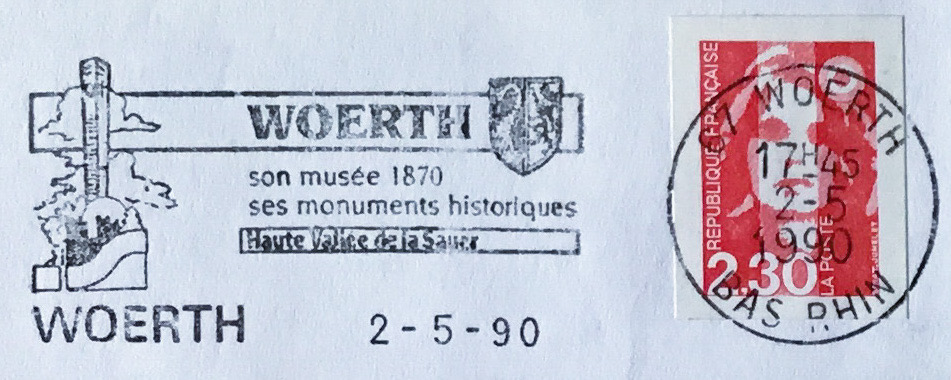 WOERTH
son musée 1870
ses monuments historiques
Haute Vallée de la Sauer
WOERTH
2-5-90
REPUBLIQUE FRANÇAISE
2.30
LA POSTE
67 WOERTH
17H45
2-5
1990
BAS RHIN